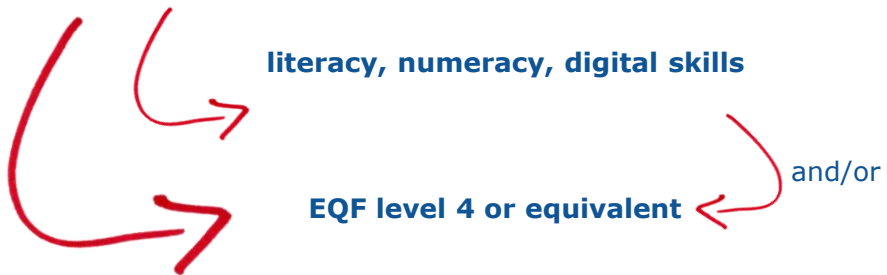 literacy, numeracy, digital skills
and/or
EQF level 4 or equivalent